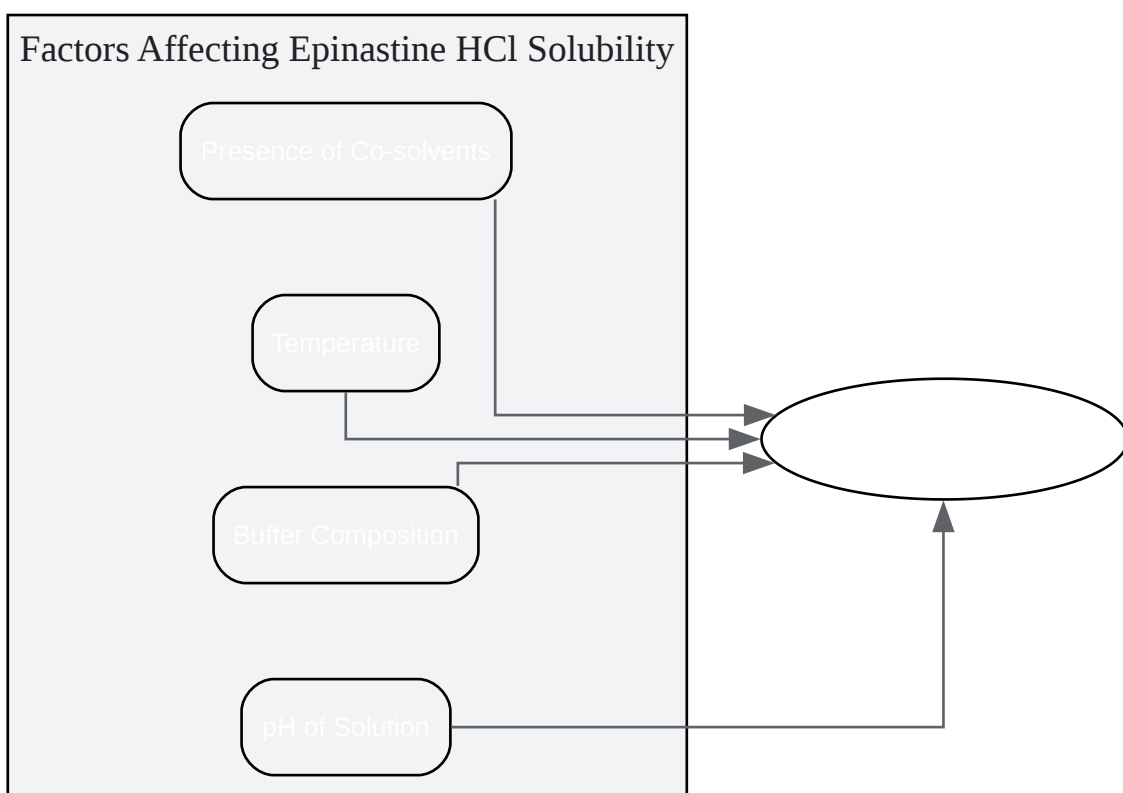 Factors Affecting Epinastine HCl Solubility
Presence of Co-solvents
Temperature
Buffer Composition
pH of Solution